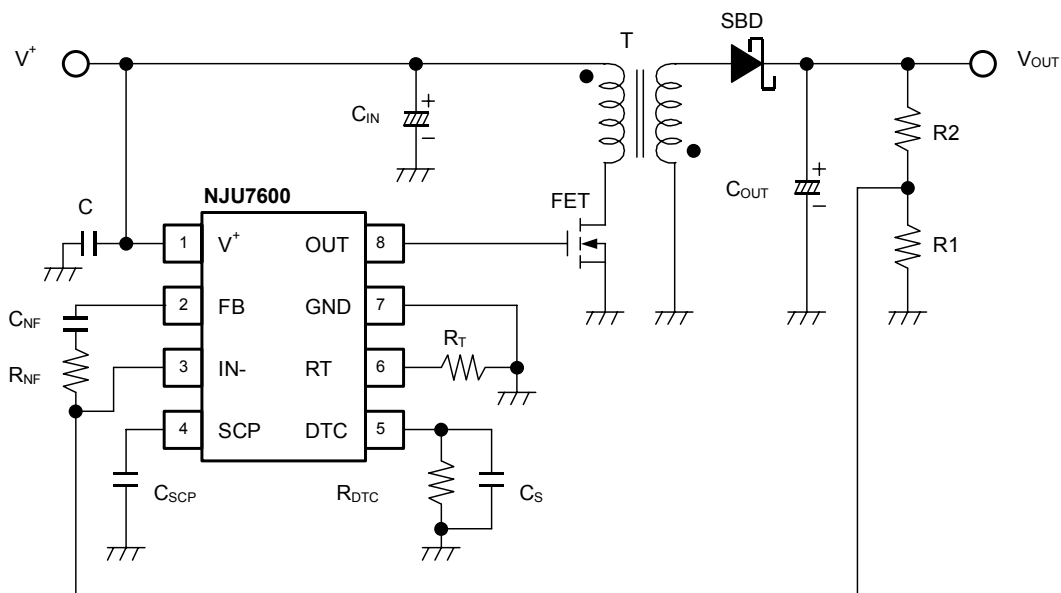 SBD
T
V+
VOUT
CIN
+
−
R2
NJU7600
FET
COUT
+
−
C
R1
1 V+ OUT 8
2 FB GND 7
CNF
RT
3 IN- RT 6
RNF
4 SCP DTC 5
CSCP
RDTC
CS